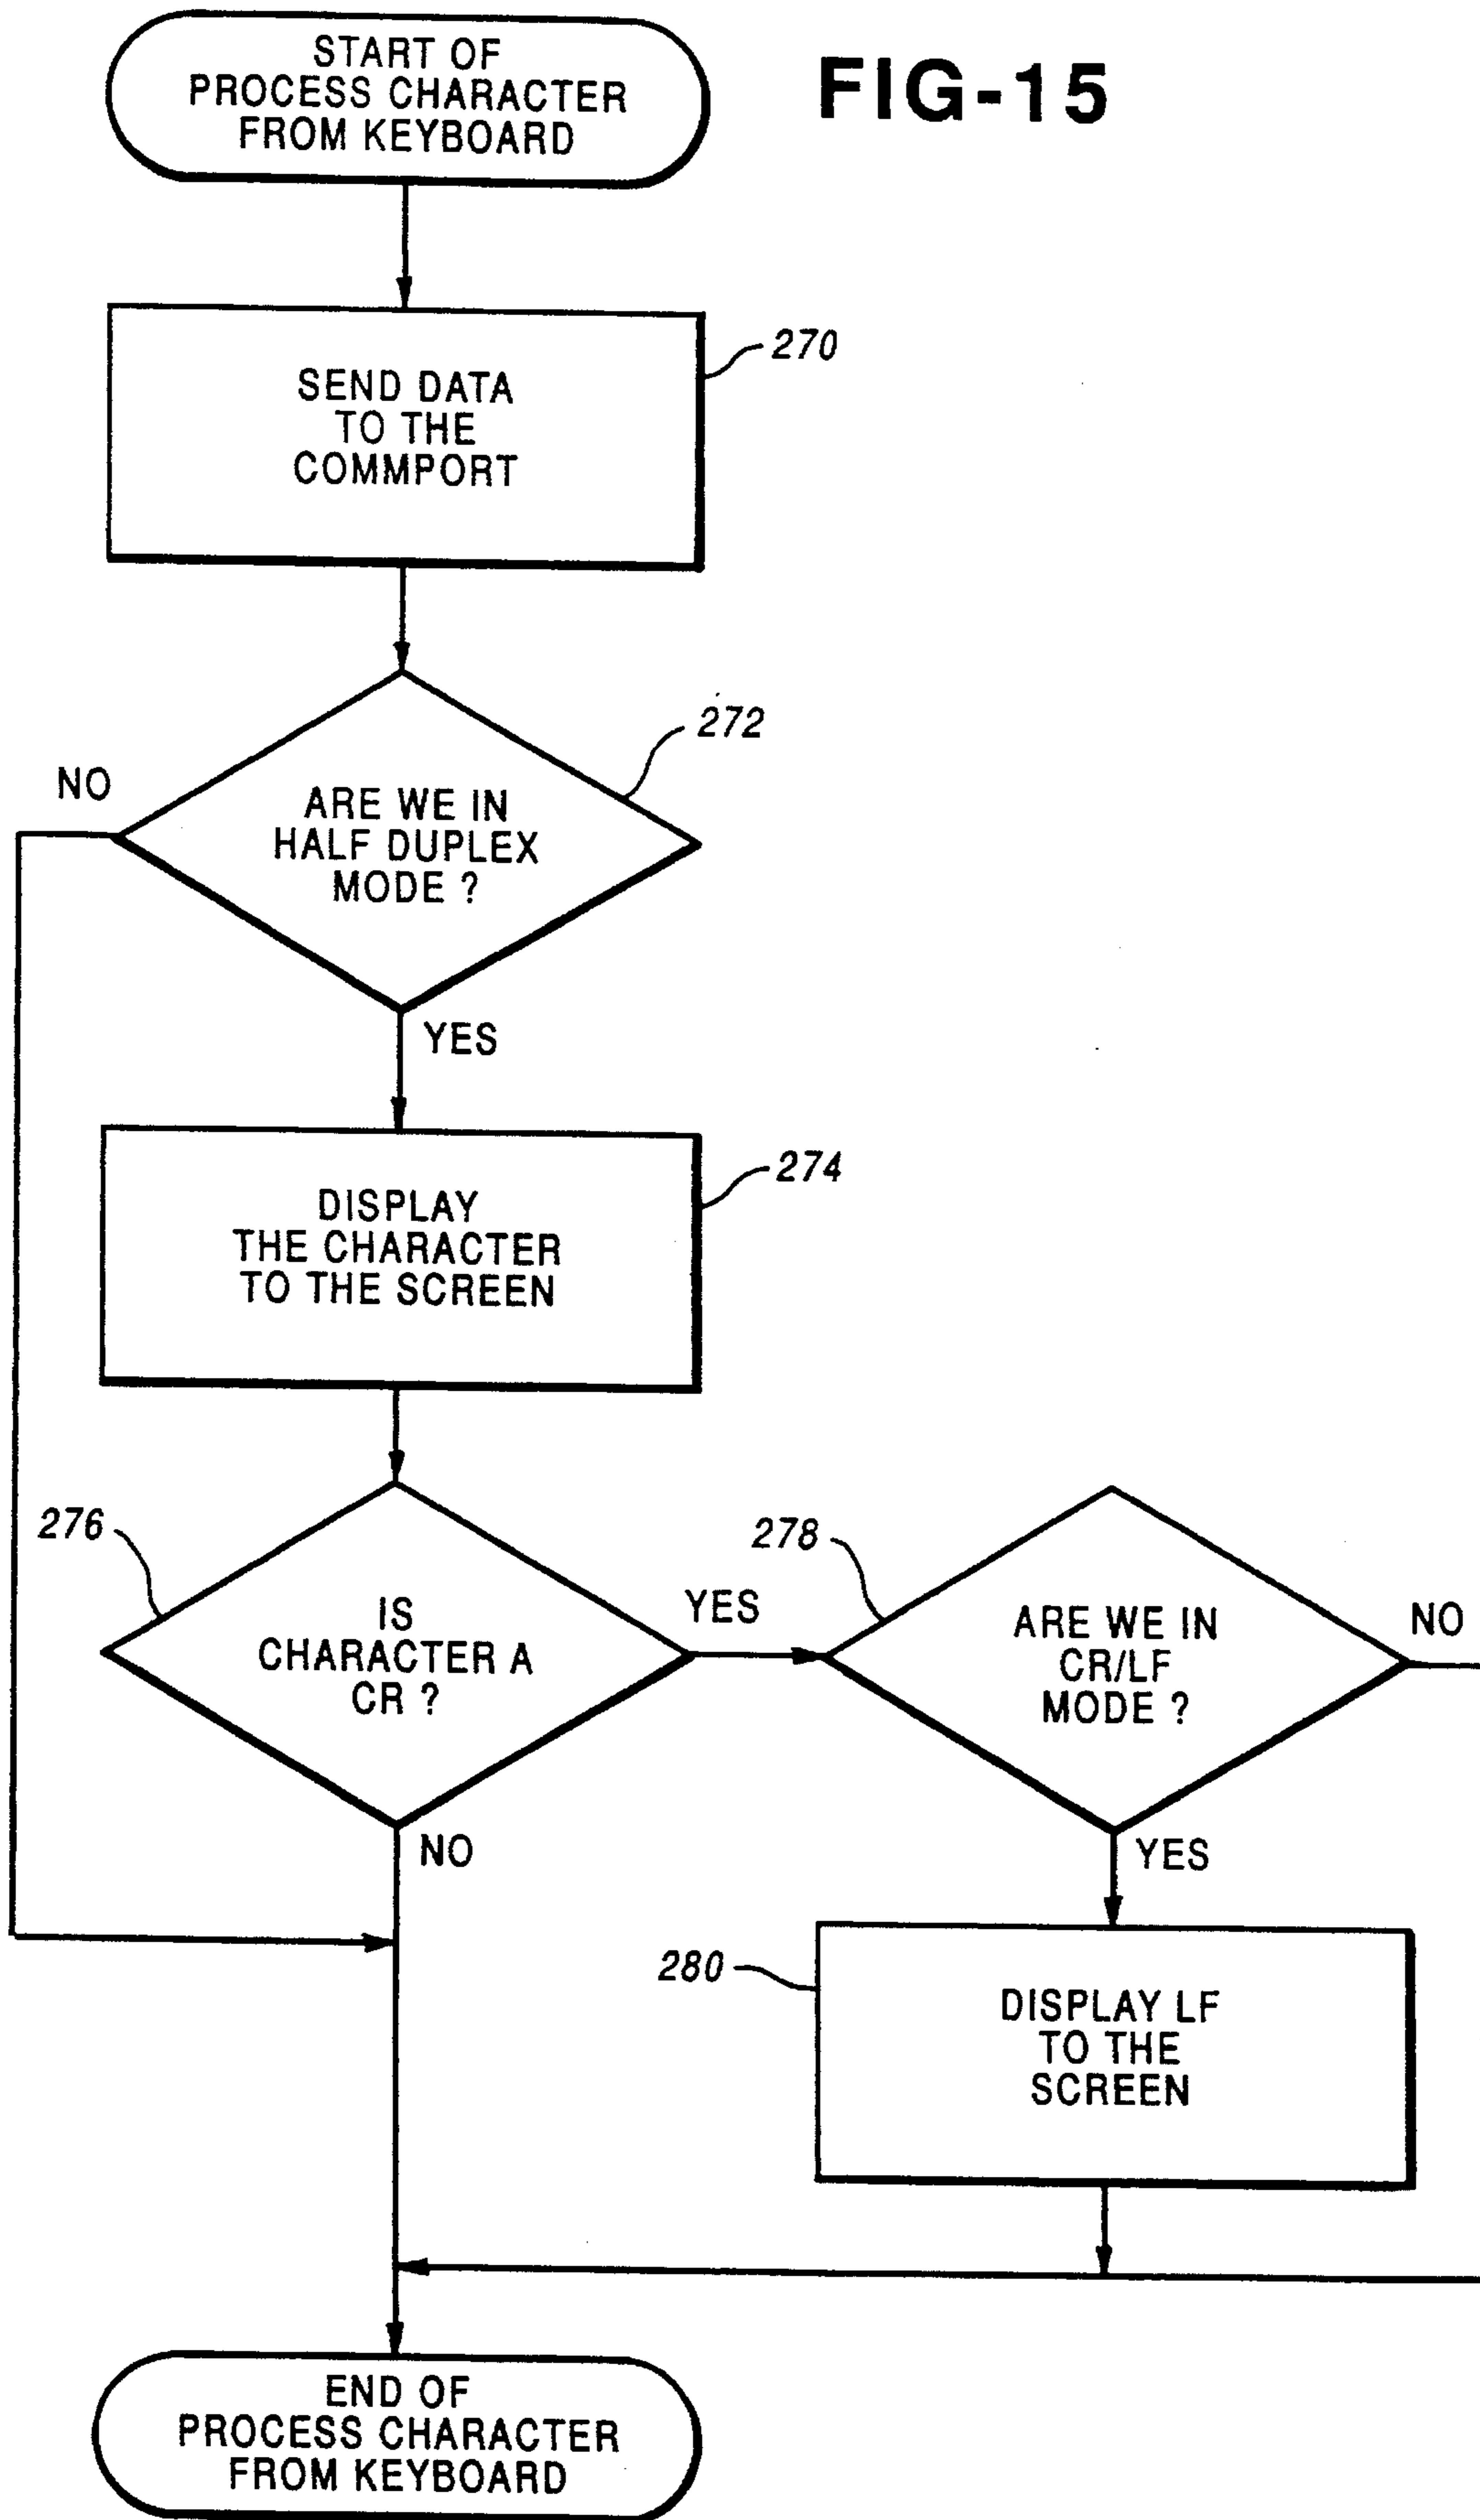 START OF
PROCESS CHARACTER
FROM KEYBOARD
FIG-15
270
SEND DATA
TO THE
COMMPORT
272
NO
ARE WE IN
HALF DUPLEX
MODE ?
YES
274
DISPLAY
THE CHARACTER
TO THE SCREEN
276
IS
CHARACTER A
CR ?
YES
NO
278
ARE WE IN
CR/LF
MODE ?
NO
YES
280
DISPLAY LF
TO THE
SCREEN
END OF
PROCESS CHARACTER
FROM KEYBOARD